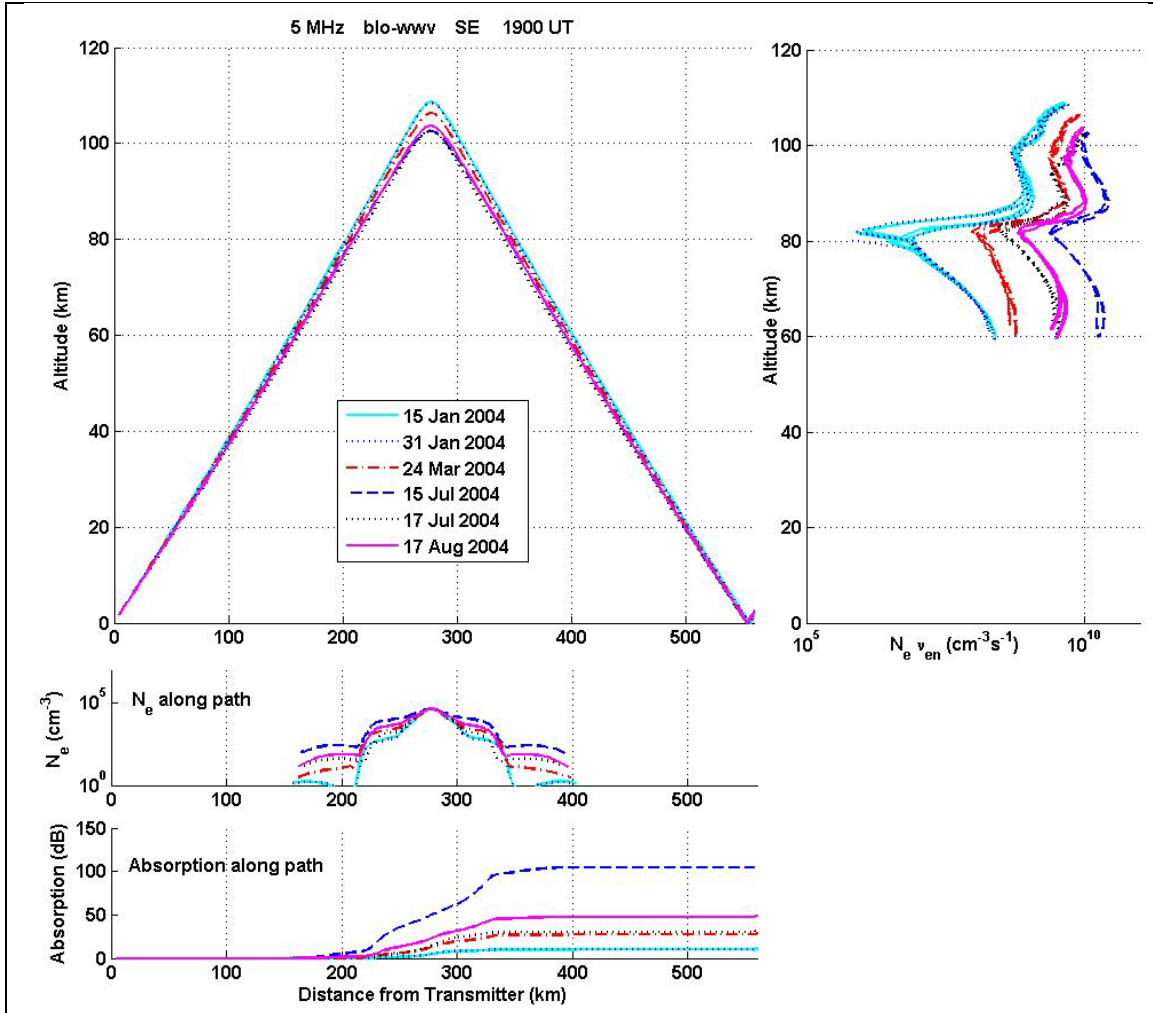 5 MHz blo-wwv SE 1900 UT
120
100
80
60
40
20
0
Altitude (km)
0 100 200 300 400 500
15 Jan 2004
31 Jan 2004
24 Mar 2004
15 Jul 2004
17 Jul 2004
17 Aug 2004
120
100
80
60
40
20
0
Altitude (km)
10^5 10^10
N_e ν_en (cm^-3 s^-1)
N_e along path
N_e (cm^-3)
10^5
10^0
0 100 200 300 400 500
Absorption along path
Absorption (dB)
150
100
50
0
0 100 200 300 400 500
Distance from Transmitter (km)